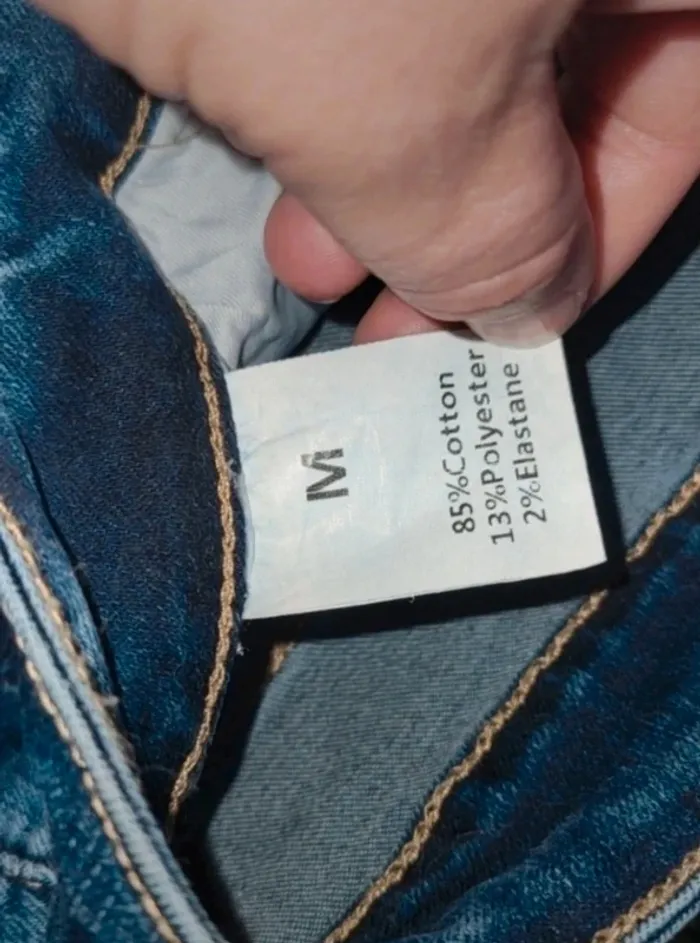 M
85%Cotton
13%Polyester
2%Elastane